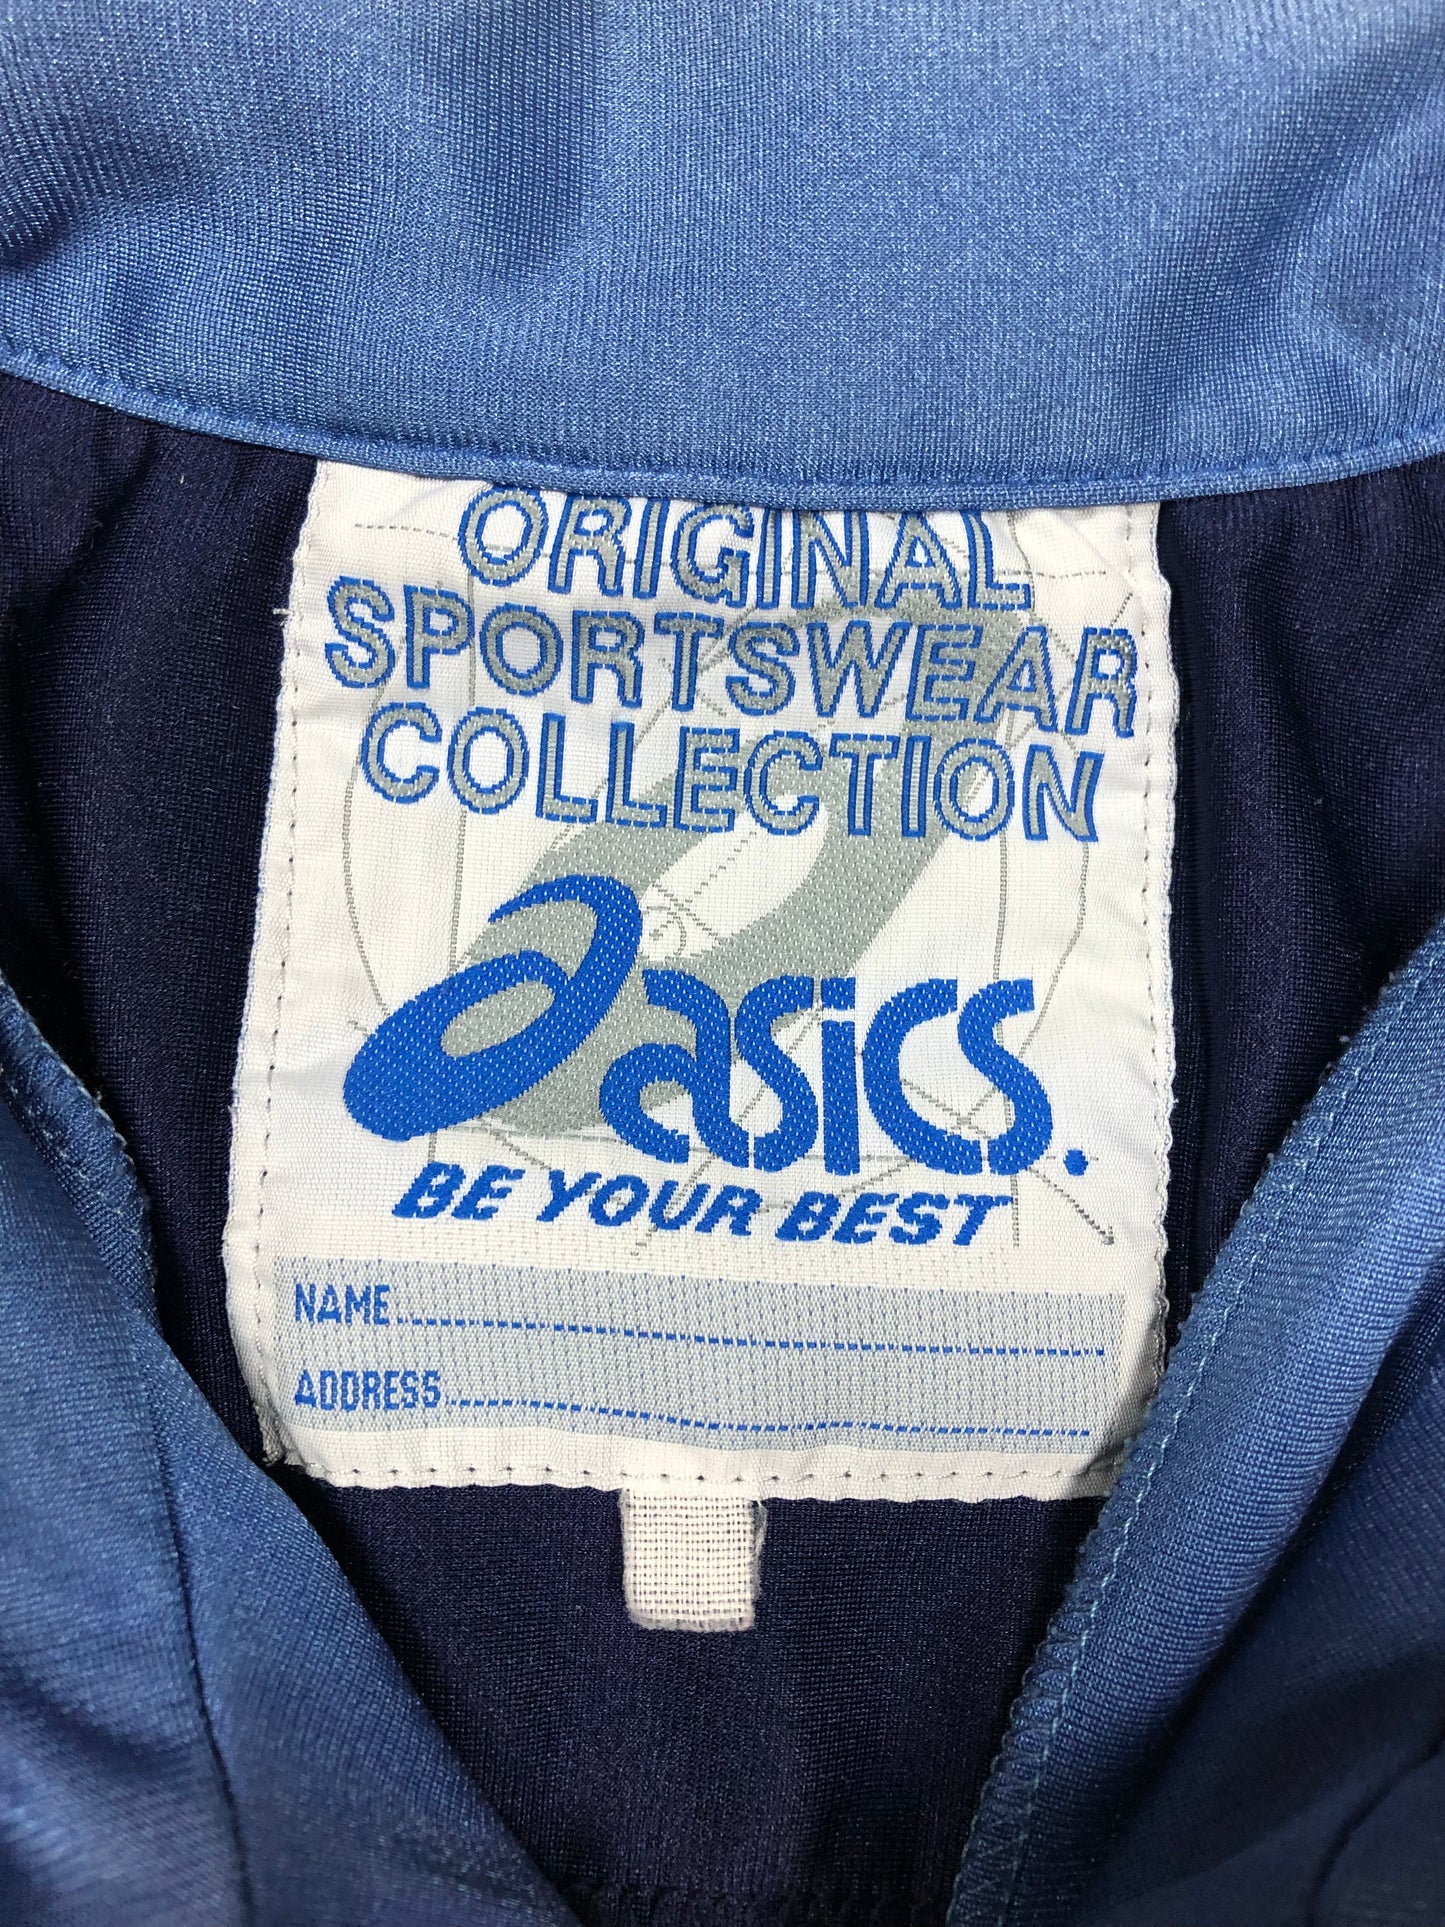 ORIGINAL
SPORTSWEAR
COLLECTION
asics.
BE YOUR BEST
NAME
ADDRESS